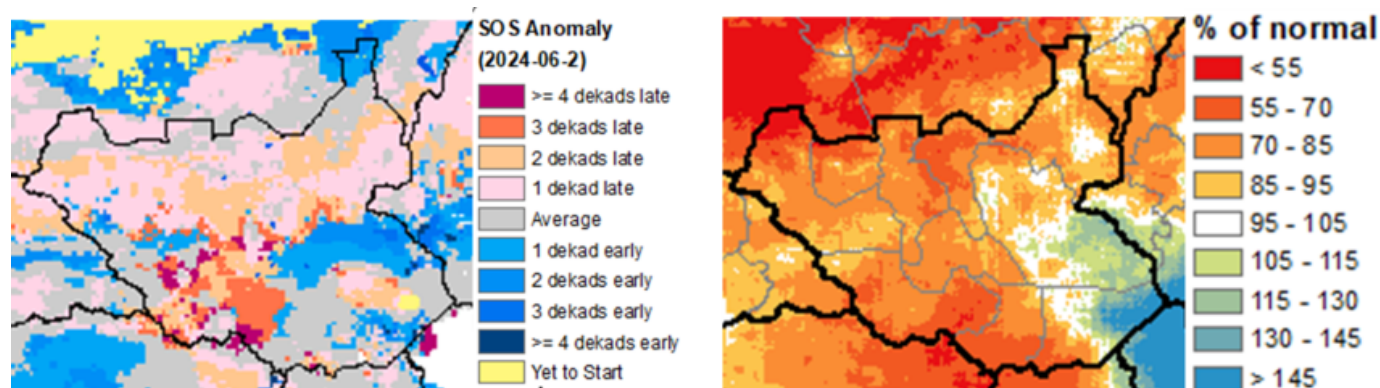 SOS Anomaly
(2024-06-2)
>= 4 dekads late
3 dekads late
2 dekads late
1 dekad late
Average
1 dekad early
2 dekads early
3 dekads early
>= 4 dekads early
Yet to Start
% of normal
< 55
55 - 70
70 - 85
85 - 95
95 - 105
105 - 115
115 - 130
130 - 145
> 145